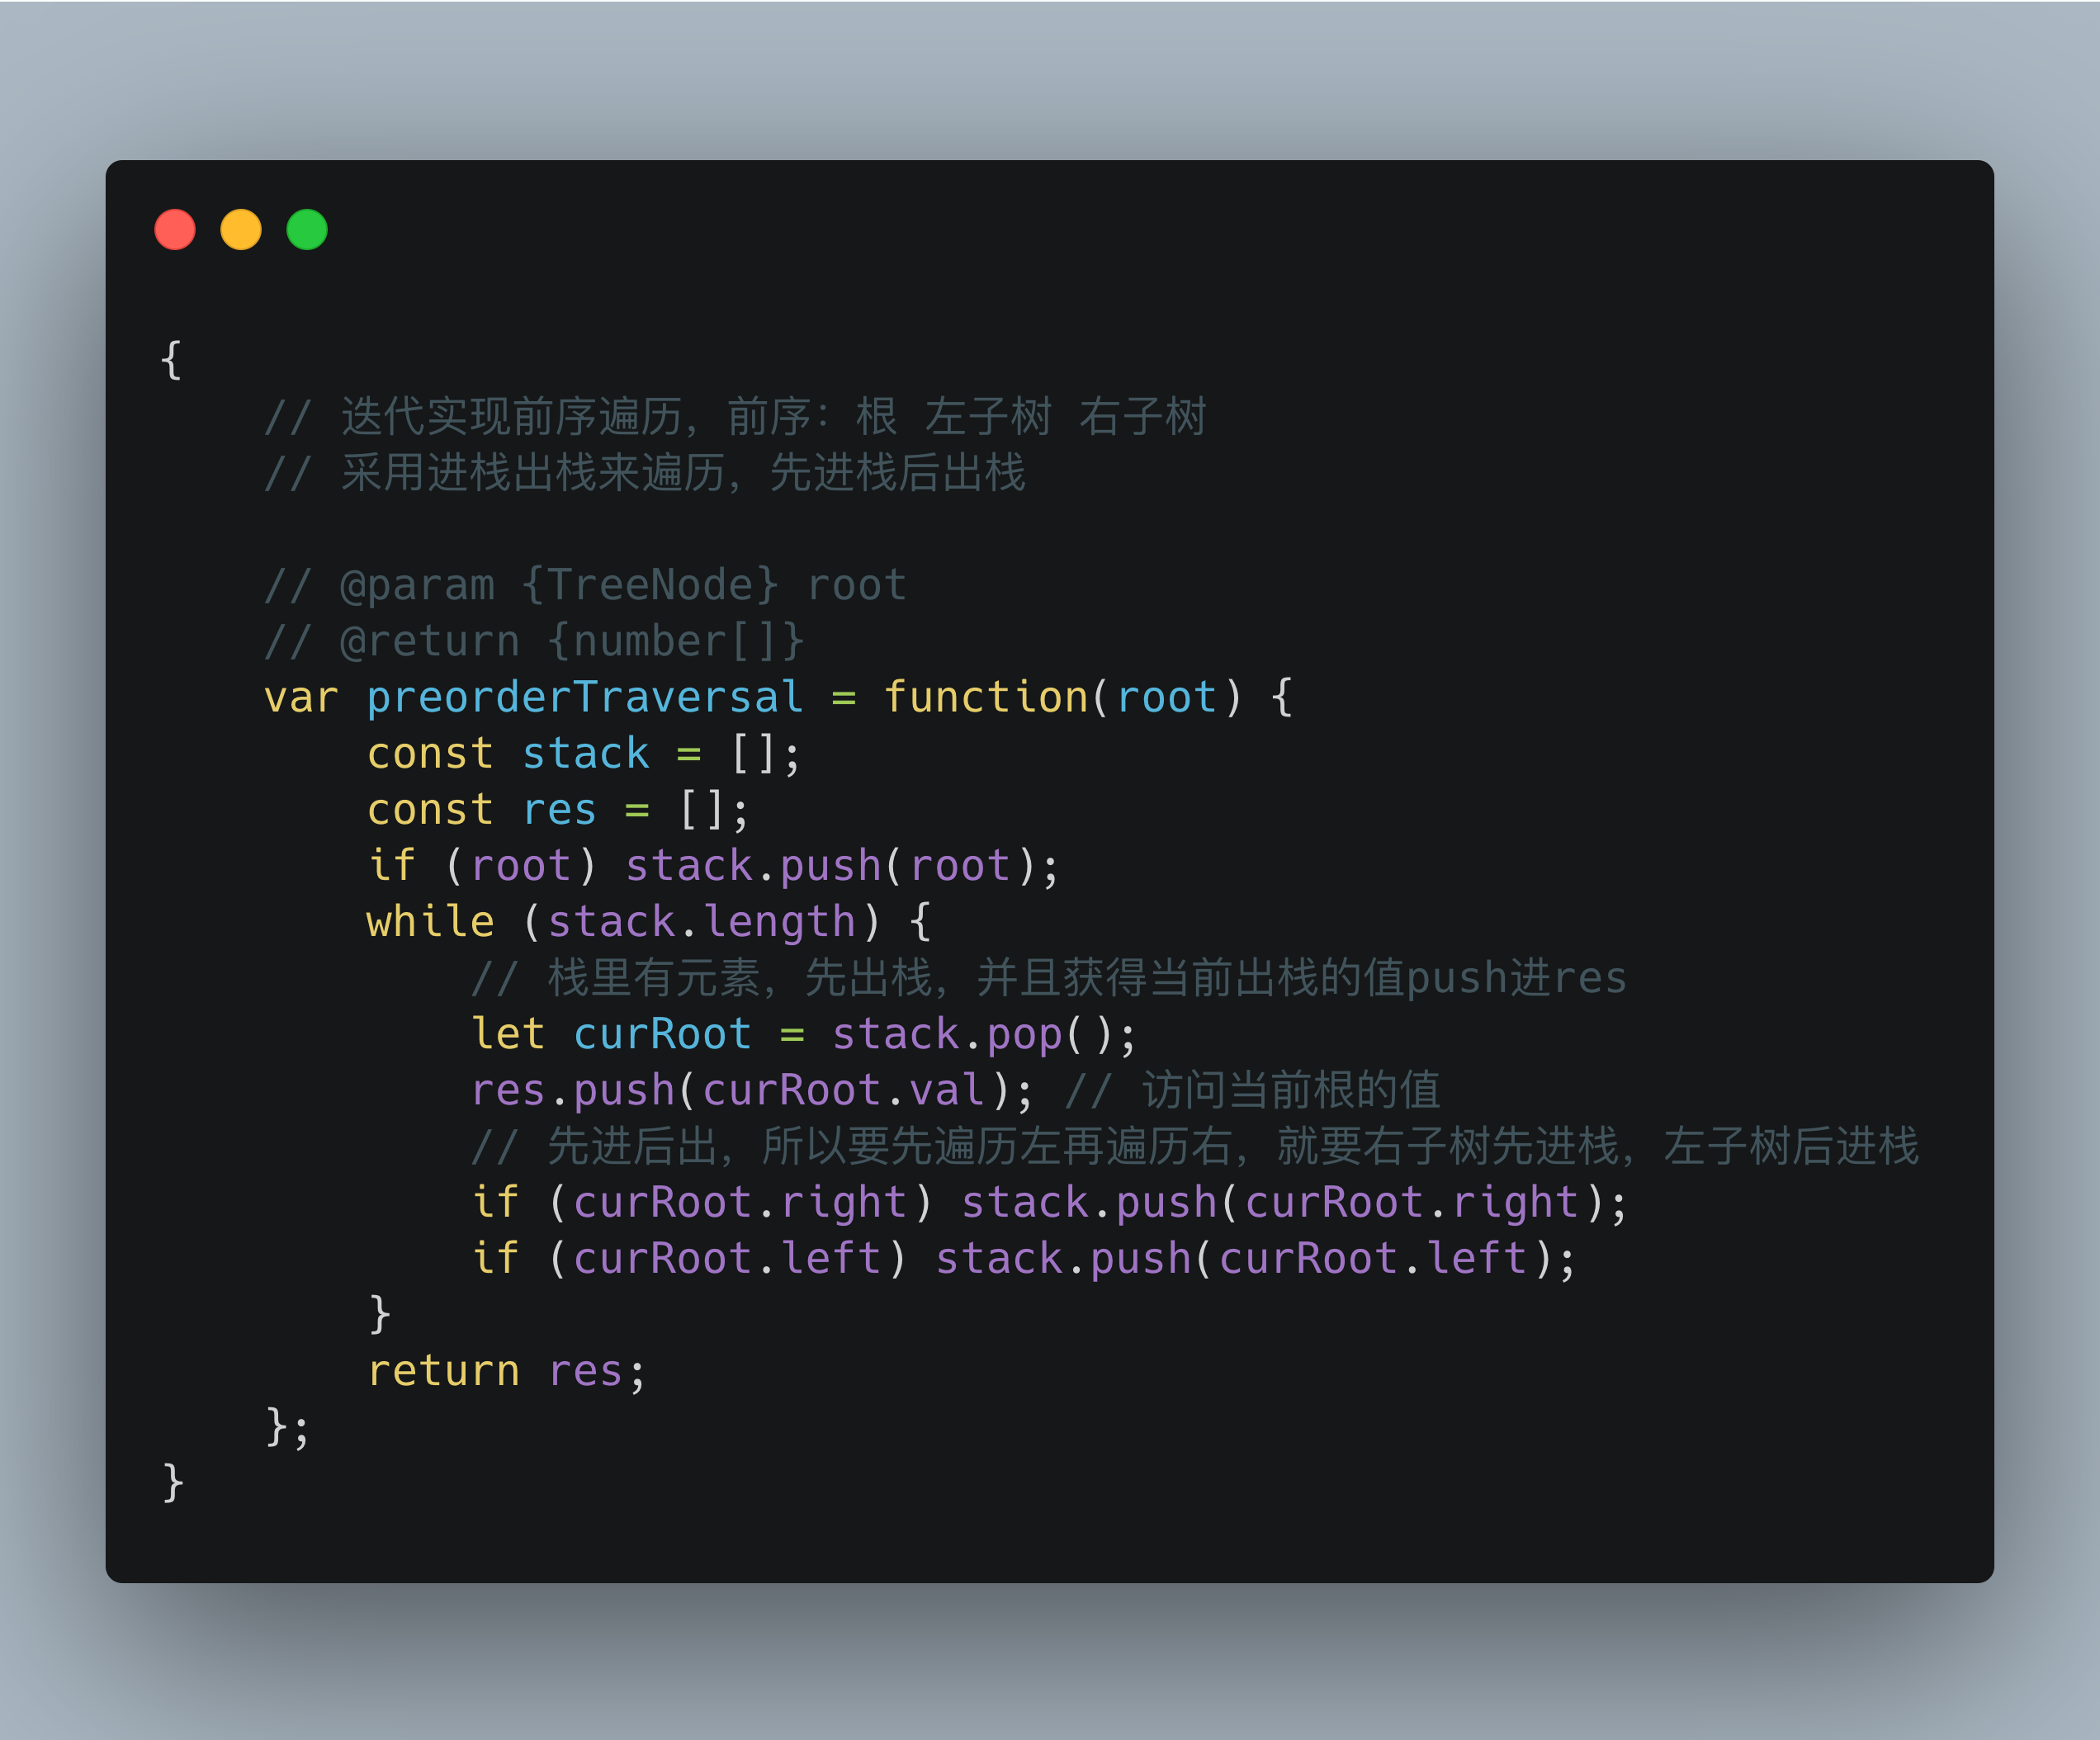 {
    // 迭代实现前序遍历，前序：根 左子树 右子树
    // 采用进栈出栈来遍历，先进栈后出栈

    // @param {TreeNode} root
    // @return {number[]}
    var preorderTraversal = function(root) {
        const stack = [];
        const res = [];
        if (root) stack.push(root);
        while (stack.length) {
            // 栈里有元素，先出栈，并且获得当前出栈的值push进res
            let curRoot = stack.pop();
            res.push(curRoot.val); // 访问当前根的值
            // 先进后出，所以要先遍历左再遍历右，就要右子树先进栈，左子树后进栈
            if (curRoot.right) stack.push(curRoot.right);
            if (curRoot.left) stack.push(curRoot.left);
        }
        return res;
    };
}